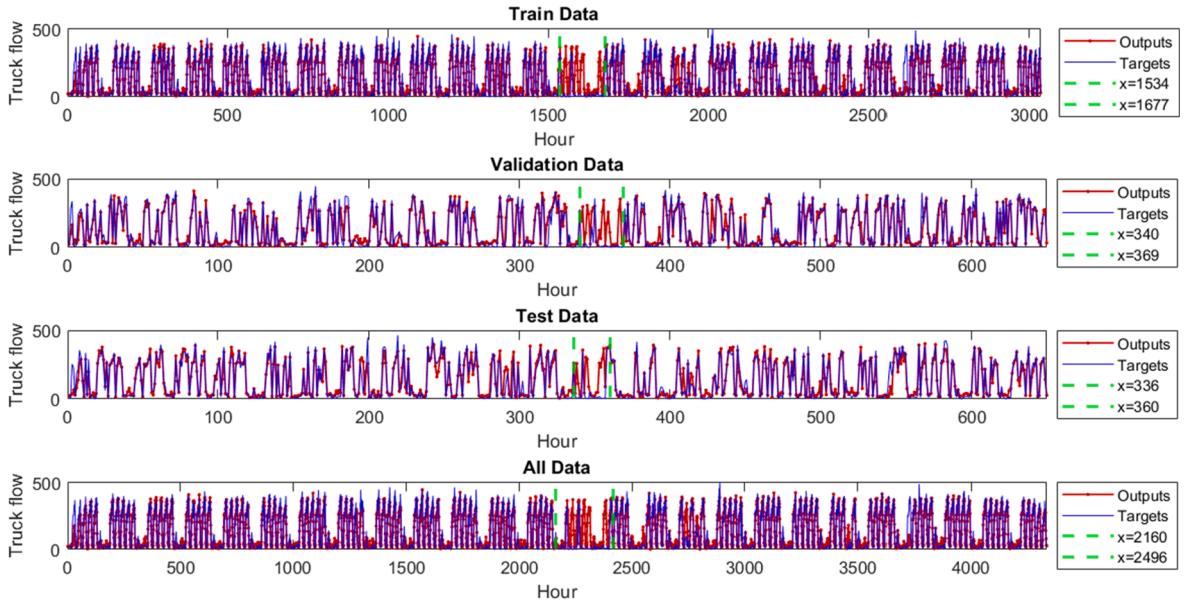 Train Data
Truck flow
500
0
0 500 1000 1500 2000 2500 3000
Hour
Outputs
Targets
x=1534
x=1677
Validation Data
Truck flow
500
0
0 100 200 300 400 500 600
Hour
Outputs
Targets
x=340
x=369
Test Data
Truck flow
500
0
0 100 200 300 400 500 600
Hour
Outputs
Targets
x=336
x=360
All Data
Truck flow
500
0
0 500 1000 1500 2000 2500 3000 3500 4000
Hour
Outputs
Targets
x=2160
x=2496